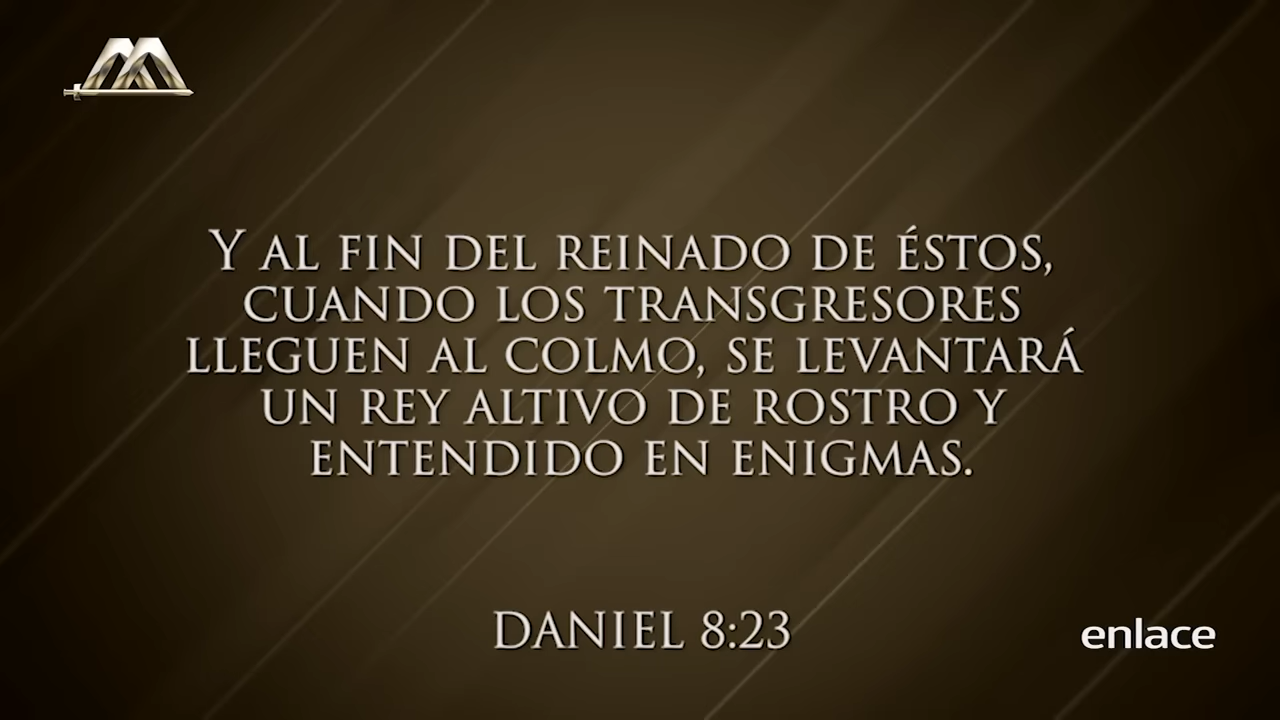 Y AL FIN DEL REINADO DE ÉSTOS,
CUANDO LOS TRANSGRESORES
LLEGUEN AL COLMO, SE LEVANTARÁ
UN REY ALTIVO DE ROSTRO Y
ENTENDIDO EN ENIGMAS.
DANIEL 8:23
enlace